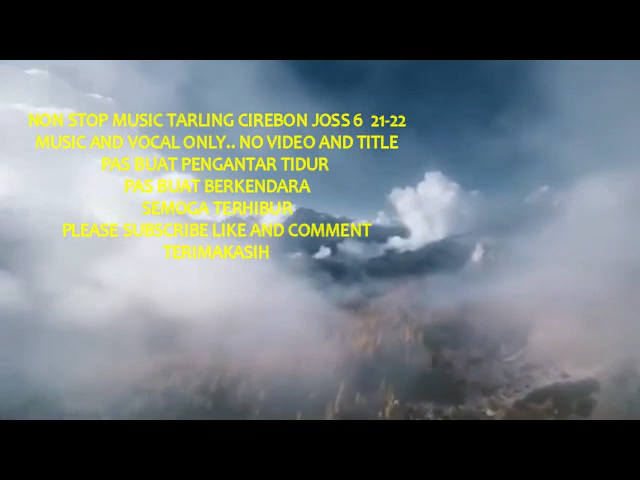 NON STOP MUSIC TARLING CIREBON JOSS 6 21-22
MUSIC AND VOCAL ONLY.. NO VIDEO AND TITLE
PAS BUAT PENGANTAR TIDUR
PAS BUAT BERKENDARA
SEMOGA TERHIBUR
PLEASE SUBSCRIBE LIKE AND COMMENT
TERIMAKASIH